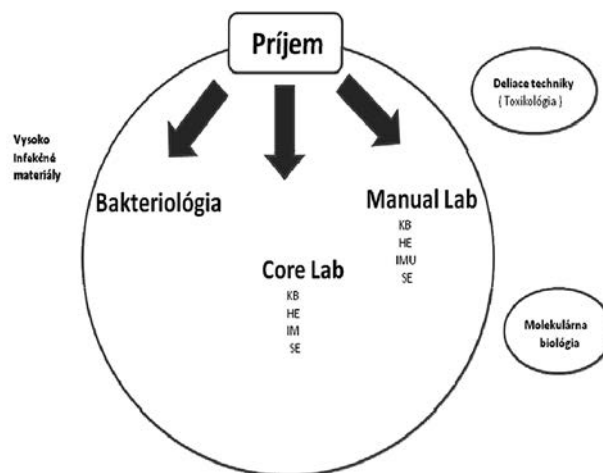 Príjem
Deliace techniky
( Toxikológia )
Vysoko
Infekčné
materiály
Bakteriológia
Manual Lab
KB
HE
IMU
SE
Core Lab
KB
HE
IM
SE
Molekulárna
biológia